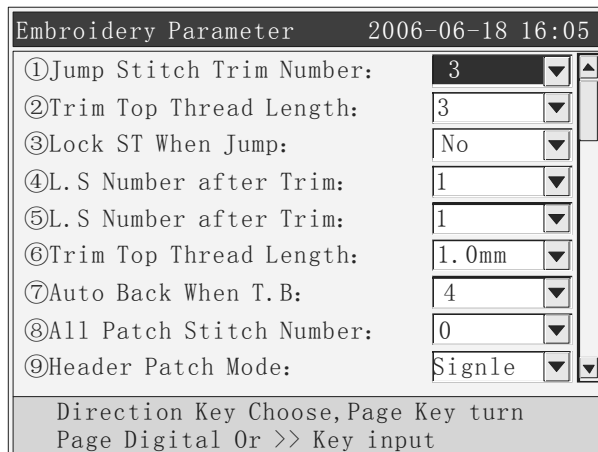 Embroidery Parameter 2006-06-18 16:05
①Jump Stitch Trim Number: 3
②Trim Top Thread Length: 3
③Lock ST When Jump: No
④L.S Number after Trim: 1
⑤L.S Number after Trim: 1
⑥Trim Top Thread Length: 1.0mm
⑦Auto Back When T.B: 4
⑧All Patch Stitch Number: 0
⑨Header Patch Mode: Signle
Direction Key Choose,Page Key turn
Page Digital Or >> Key input